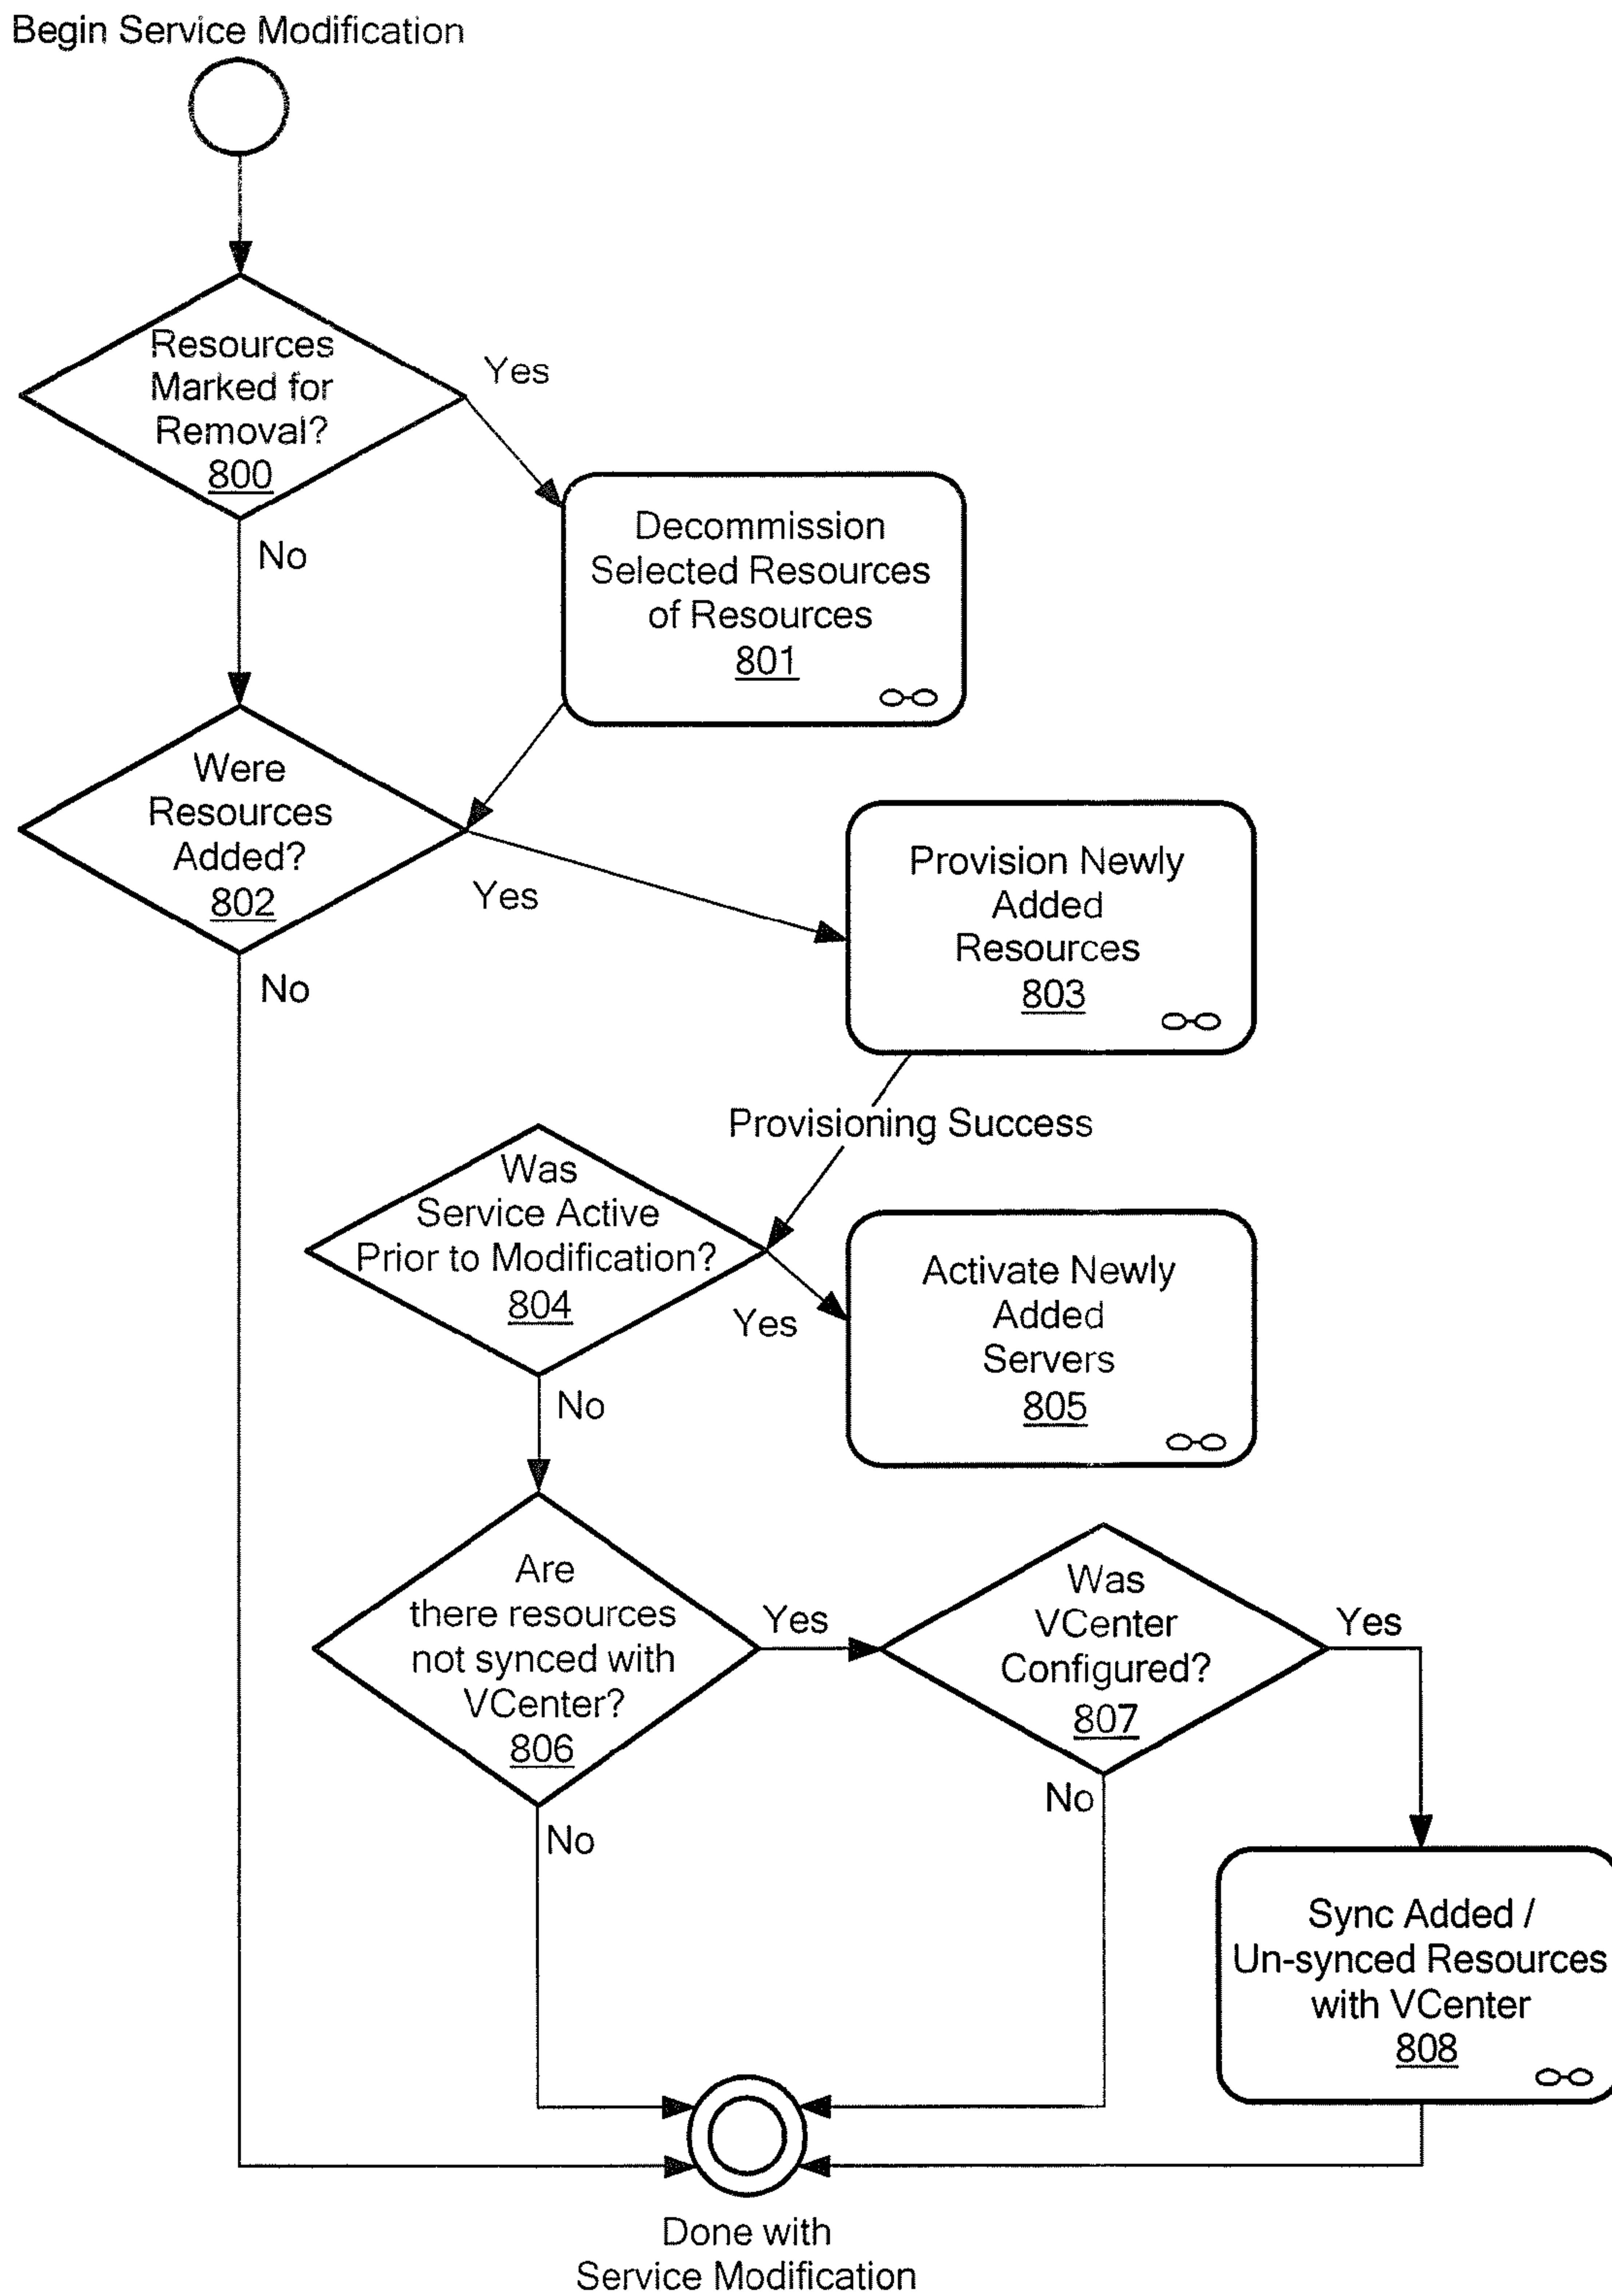 Begin Service Modification
Resources
Marked for
Removal?
800
Yes
No
Decommission
Selected Resources
of Resources
801
Were
Resources
Added?
802
Yes
No
Provision Newly
Added
Resources
803
Provisioning Success
Was
Service Active
Prior to Modification?
804
Yes
No
Activate Newly
Added
Servers
805
Are
there resources
not synced with
VCenter?
806
Yes
No
Was
VCenter
Configured?
807
Yes
No
Sync Added /
Un-synced Resources
with VCenter
808
Done with
Service Modification